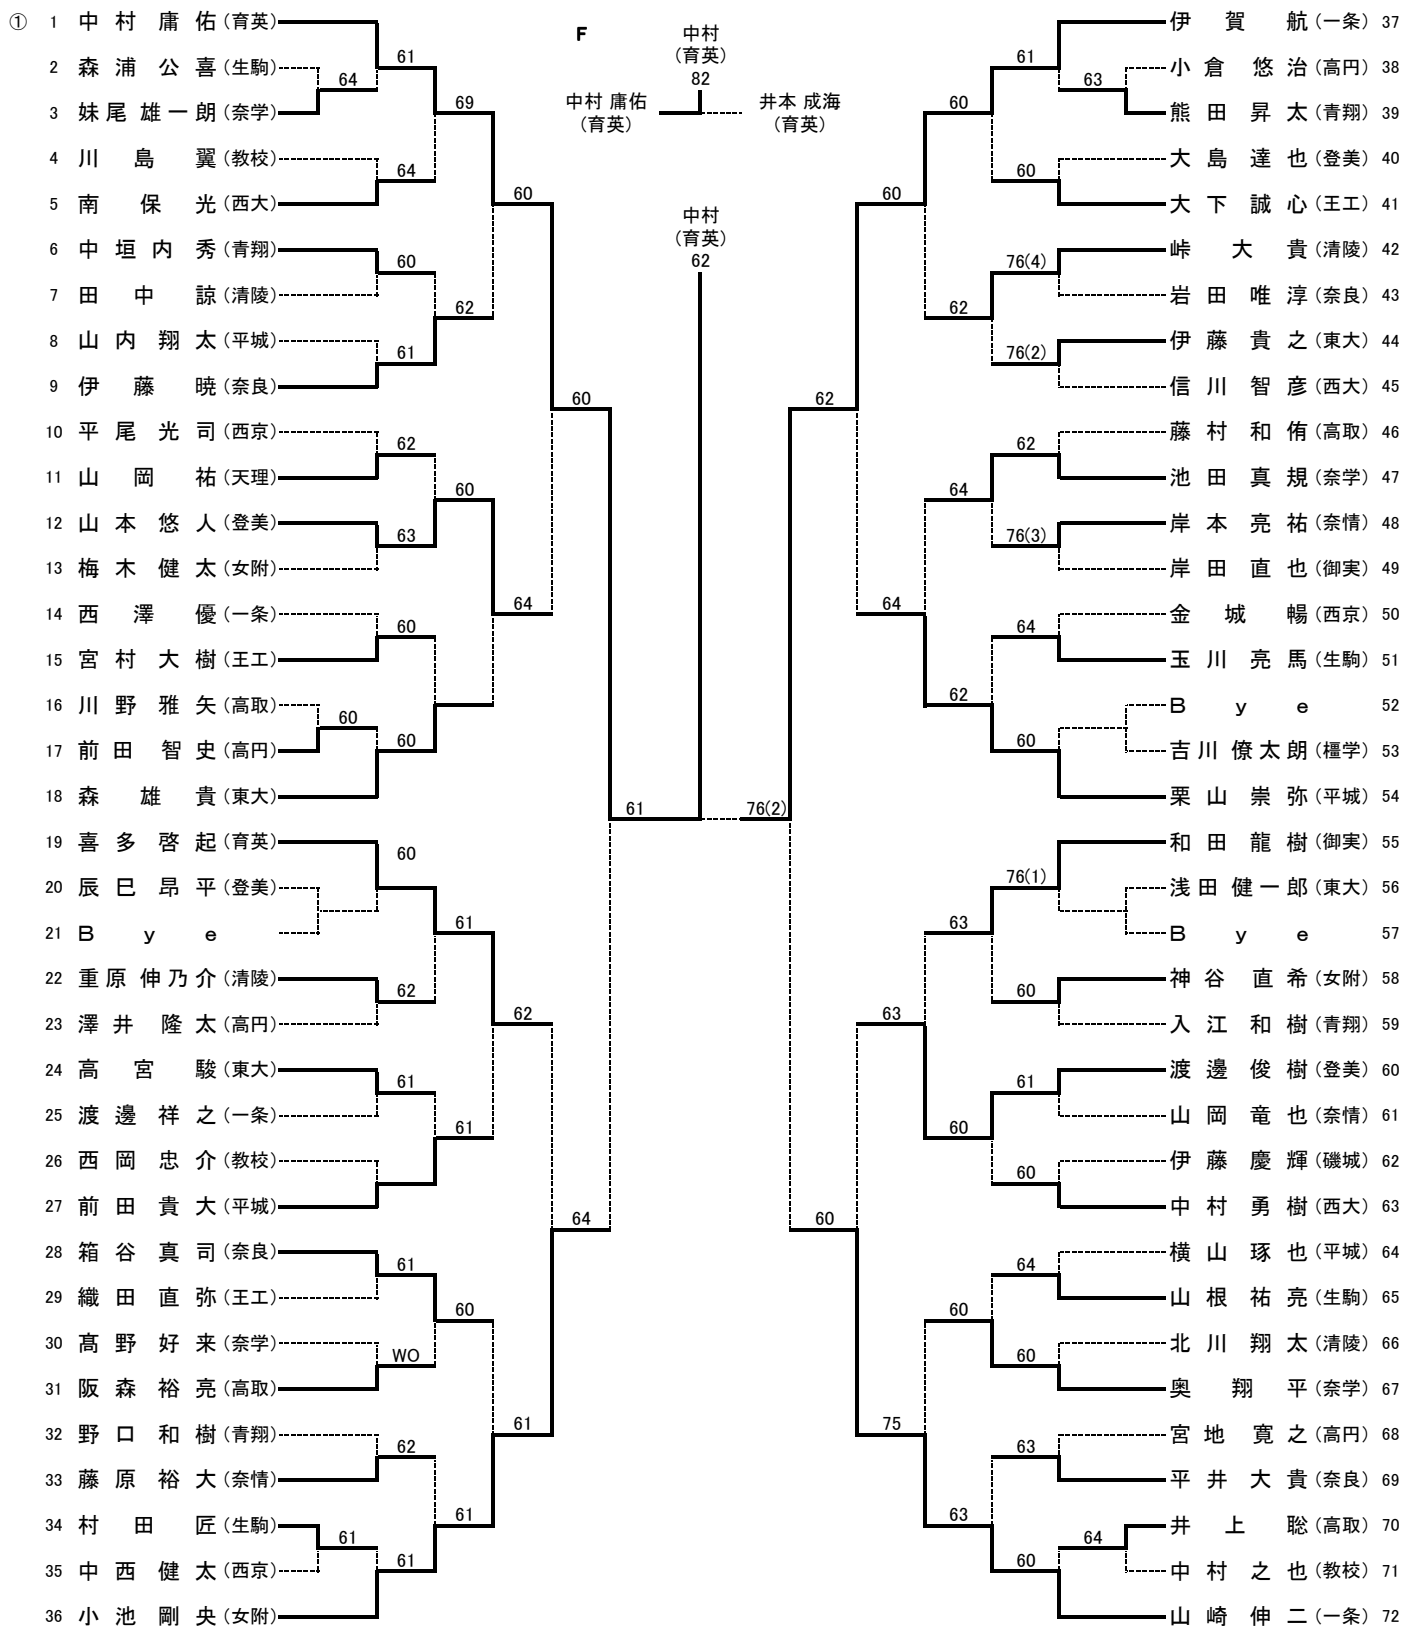 ①
1 中村庸佑(育英)
2 森浦公喜(生駒)
3 妹尾雄一朗(奈学)
4 川島翼(教校)
5 南保光(西大)
6 中垣内秀(青翔)
7 田中諒(清陵)
8 山内翔太(平城)
9 伊藤暁(奈良)
10 平尾光司(西京)
11 山岡祐(天理)
12 山本悠人(登美)
13 梅木健太(女附)
14 西澤優(一条)
15 宮村大樹(王工)
16 川野雅矢(高取)
17 前田智史(高円)
18 森雄貴(東大)
19 喜多啓起(育英)
20 辰巳昂平(登美)
21 Bye
22 重原伸乃介(清陵)
23 澤井隆太(高円)
24 高宮駿(東大)
25 渡邊祥之(一条)
26 西岡忠介(教校)
27 前田貴大(平城)
28 箱谷真司(奈良)
29 織田直弥(王工)
30 髙野好来(奈学)
31 阪森裕亮(高取)
32 野口和樹(青翔)
33 藤原裕大(奈情)
34 村田匠(生駒)
35 中西健太(西京)
36 小池剛央(女附)
64
60
61
61
64
60
61
62
63
60
60
60
62
61
61
WO
62
61
69
62
60
61
61
60
61
60
64
62
61
60
64
61
F
中村
(育英)
82
中村 庸佑
(育英)
井本 成海
(育英)
中村
(育英)
62
76(2)
62
60
60
64
63
75
60
62
64
62
63
60
60
63
61
60
76(4)
76(2)
62
76(3)
64
60
76(1)
60
61
60
64
60
63
60
63
64
伊賀航(一条) 37
小倉悠治(高円) 38
熊田昇太(青翔) 39
大島達也(登美) 40
大下誠心(王工) 41
峠大貴(清陵) 42
岩田唯淳(奈良) 43
伊藤貴之(東大) 44
信川智彦(西大) 45
藤村和侑(高取) 46
池田真規(奈学) 47
岸本亮祐(奈情) 48
岸田直也(御実) 49
金城暢(西京) 50
玉川亮馬(生駒) 51
Bye 52
吉川僚太朗(橿学) 53
栗山崇弥(平城) 54
和田龍樹(御実) 55
浅田健一郎(東大) 56
Bye 57
神谷直希(女附) 58
入江和樹(青翔) 59
渡邊俊樹(登美) 60
山岡竜也(奈情) 61
伊藤慶輝(磯城) 62
中村勇樹(西大) 63
横山琢也(平城) 64
山根祐亮(生駒) 65
北川翔太(清陵) 66
奥翔平(奈学) 67
宮地寛之(高円) 68
平井大貴(奈良) 69
井上聡(高取) 70
中村之也(教校) 71
山崎伸二(一条) 72